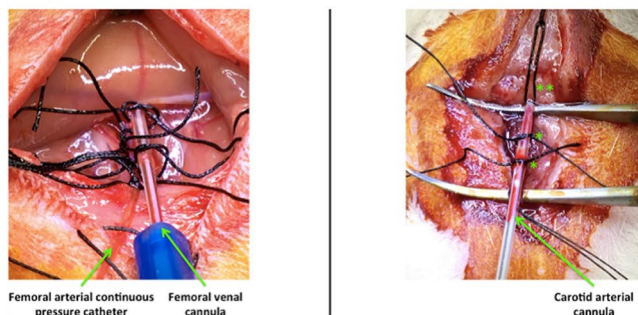 **
*
*
Femoral arterial continuous
pressure catheter
Femoral venal
cannula
Carotid arterial
cannula